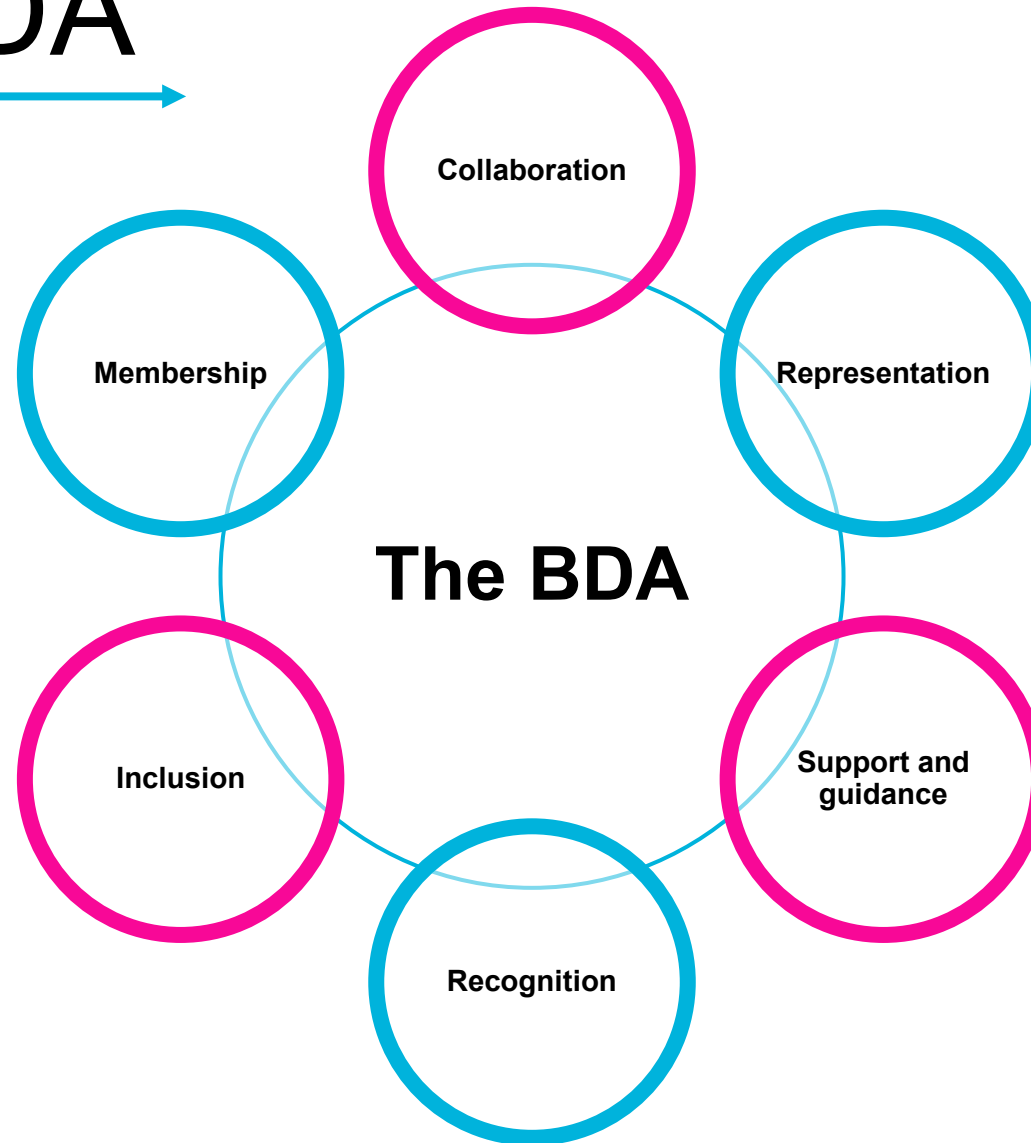 DA
Collaboration
Representation
Support and
guidance
Recognition
Inclusion
Membership
The BDA